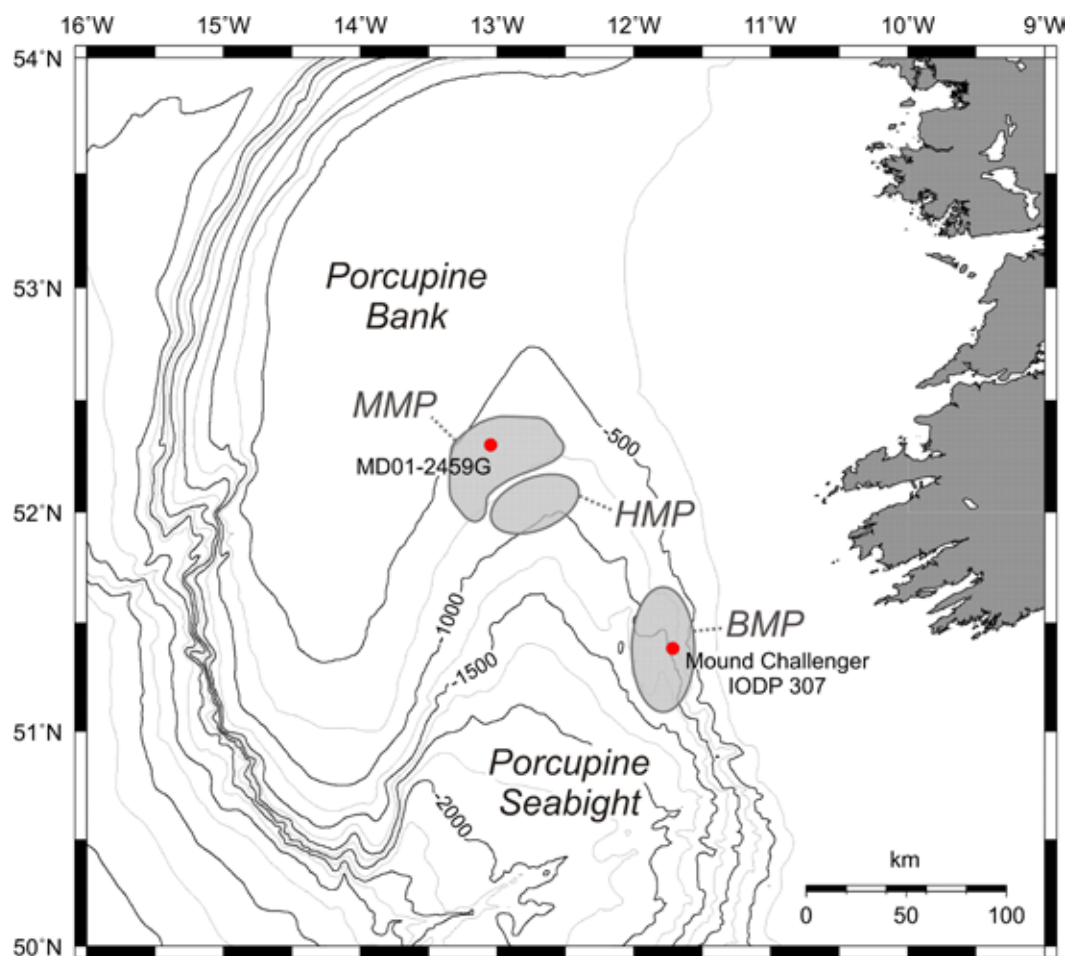 16˚W 15˚W 14˚W 13˚W 12˚W 11˚W 10˚W 9˚W
54˚N
53˚N
Porcupine
Bank
MMP
-500
MD01-2459G
52˚N
HMP
-1000
BMP
-1500
Mound Challenger
IODP 307
51˚N
Porcupine
Seabight
-2000
km
0 50 100
50˚N